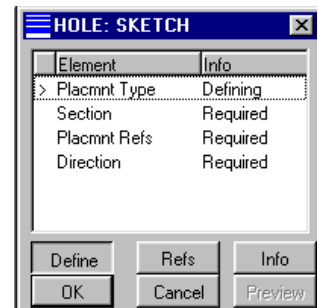 HOLE: SKETCH
Element Info
> Placmnt Type Defining
Section Required
Placmnt Refs Required
Direction Required
Define Refs Info
OK Cancel Preview